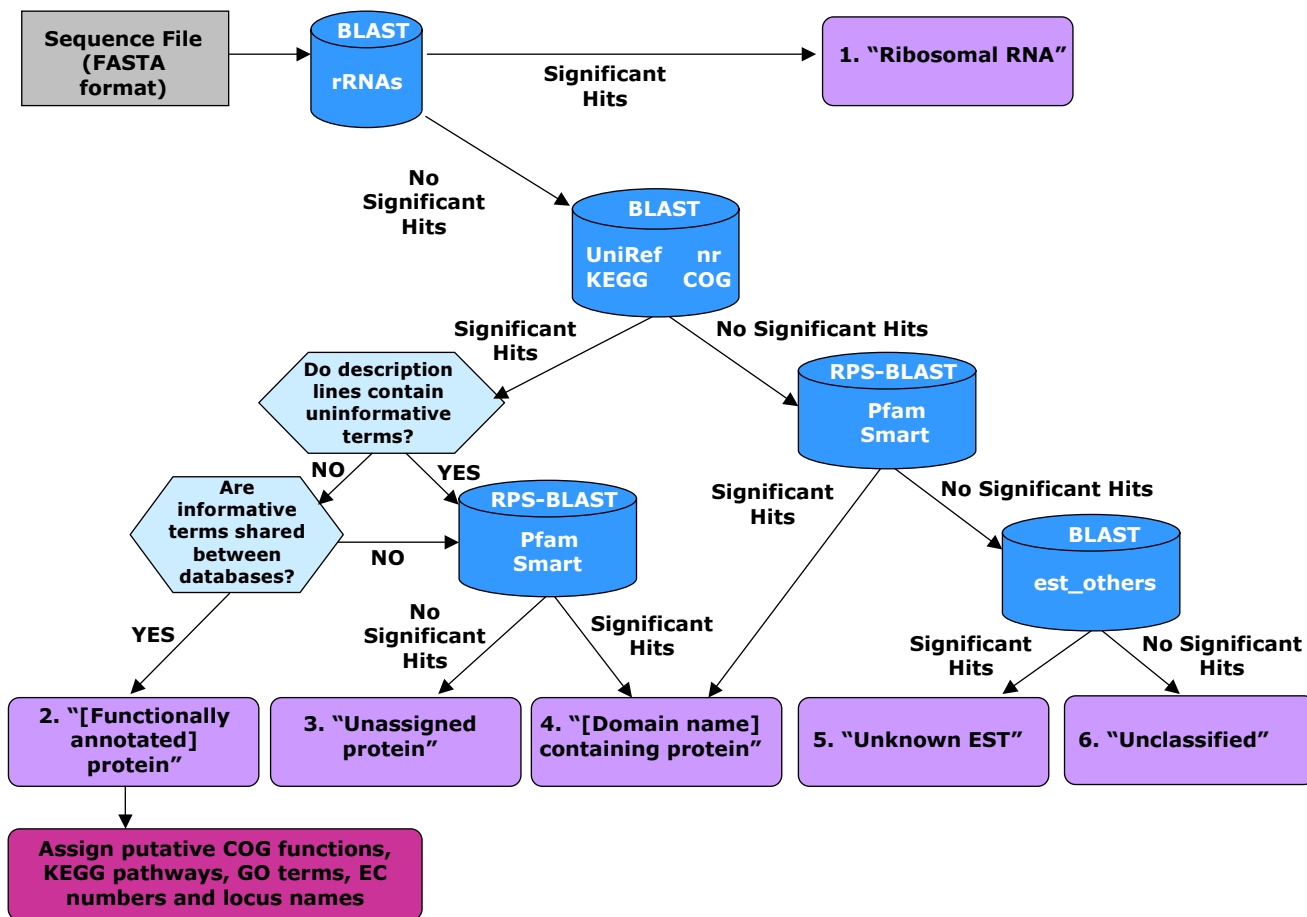 Sequence File
(FASTA
format)
BLAST
rRNAs
Significant
Hits
1. “Ribosomal RNA”
No
Significant
Hits
BLAST
UniRef nr
KEGG COG
Significant
Hits
No Significant Hits
Do description
lines contain
uninformative
terms?
RPS-BLAST
Pfam
Smart
NO
YES
Are
informative
terms shared
between
databases?
NO
RPS-BLAST
Pfam
Smart
Significant
Hits
No Significant Hits
BLAST
est_others
YES
No
Significant
Hits
Significant
Hits
Significant
Hits
No Significant
Hits
2. “[Functionally
annotated]
protein”
3. “Unassigned
protein”
4. “[Domain name]
containing protein”
5. “Unknown EST”
6. “Unclassified”
Assign putative COG functions,
KEGG pathways, GO terms, EC
numbers and locus names